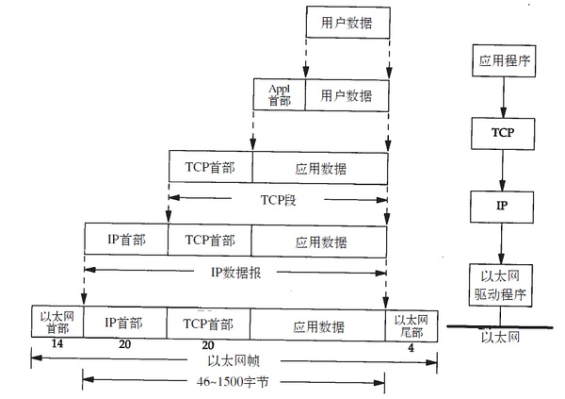 用户数据
应用程序
Appl
首部
用户数据
TCP
TCP首部
应用数据
TCP段
IP
IP首部
TCP首部
应用数据
IP数据报
以太网
驱动程序
以太网
首部
IP首部
TCP首部
应用数据
以太网
尾部
以太网
14
20
20
4
以太网帧
46~1500字节